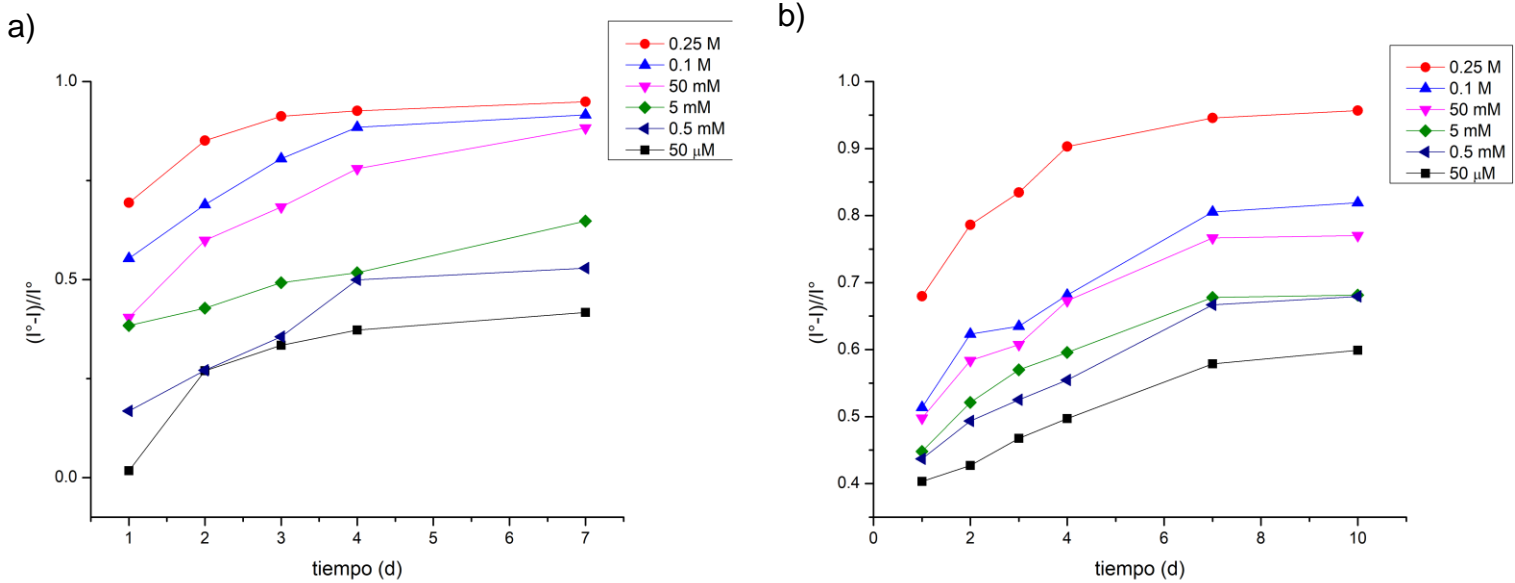 a)
0.25 M
0.1 M
50 mM
5 mM
0.5 mM
50 μM
1.0
0.5
0.0
(I°-I)//I°
1 2 3 4 5 6 7
tiempo (d)
b)
0.25 M
0.1 M
50 mM
5 mM
0.5 mM
50 μM
1.0
0.9
0.8
0.7
0.6
0.5
0.4
(I°-I)//I°
0 2 4 6 8 10
tiempo (d)